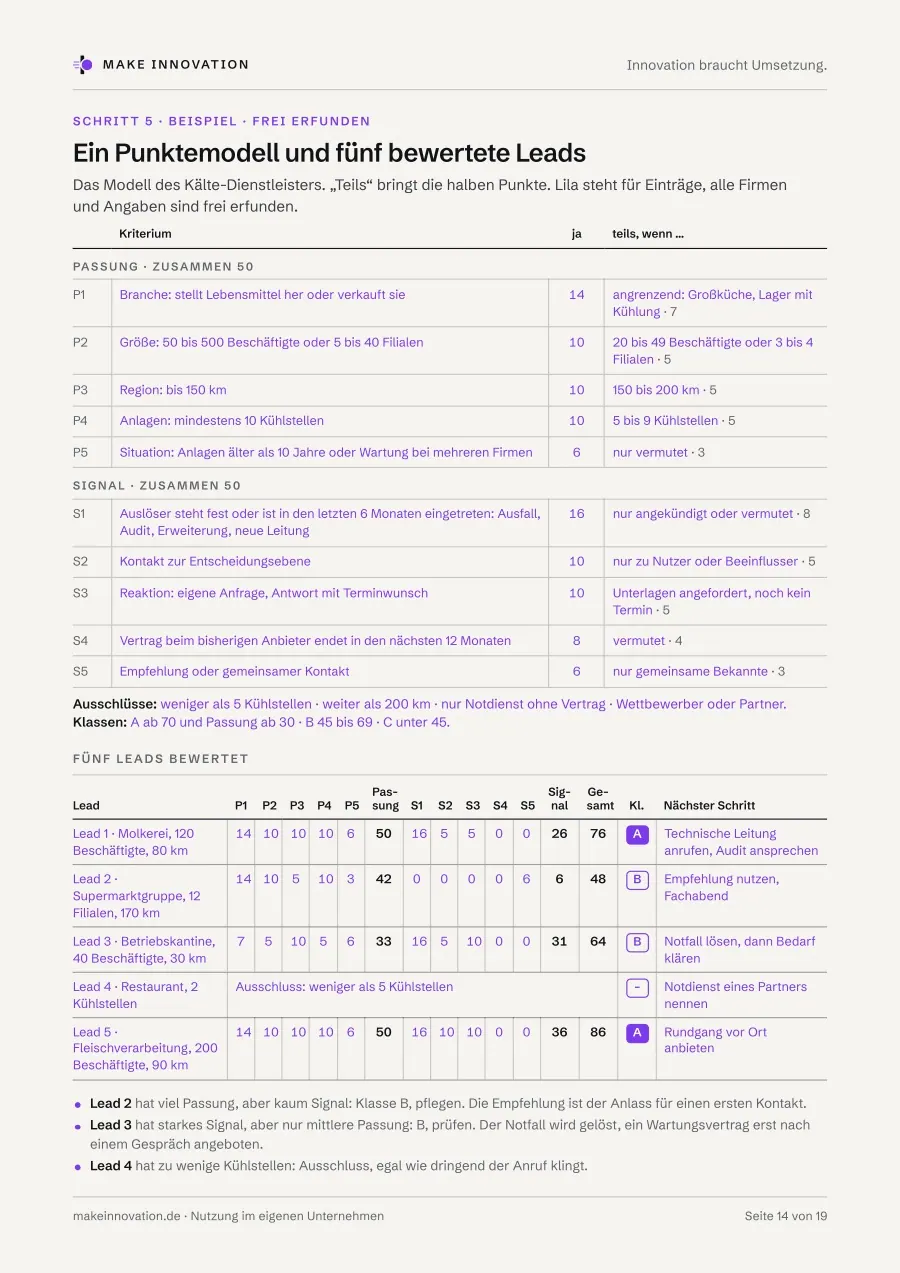 MAKE INNOVATION
Innovation braucht Umsetzung.
SCHRITT 5 · BEISPIEL · FREI ERFUNDEN
Ein Punktemodell und fünf bewertete Leads
Das Modell des Kälte-Dienstleisters. „Teils“ bringt die halben Punkte. Lila steht für Einträge, alle Firmen
und Angaben sind frei erfunden.
Kriterium ja teils, wenn …
PASSUNG · ZUSAMMEN 50
P1 Branche: stellt Lebensmittel her oder verkauft sie 14 angrenzend: Großküche, Lager mit
Kühlung · 7
P2 Größe: 50 bis 500 Beschäftigte oder 5 bis 40 Filialen 10 20 bis 49 Beschäftigte oder 3 bis 4
Filialen · 5
P3 Region: bis 150 km 10 150 bis 200 km · 5
P4 Anlagen: mindestens 10 Kühlstellen 10 5 bis 9 Kühlstellen · 5
P5 Situation: Anlagen älter als 10 Jahre oder Wartung bei mehreren Firmen 6 nur vermutet · 3
SIGNAL · ZUSAMMEN 50
S1 Auslöser steht fest oder ist in den letzten 6 Monaten eingetreten: Ausfall, 16 nur angekündigt oder vermutet · 8
Audit, Erweiterung, neue Leitung
S2 Kontakt zur Entscheidungsebene 10 nur zu Nutzer oder Beeinflusser · 5
S3 Reaktion: eigene Anfrage, Antwort mit Terminwunsch 10 Unterlagen angefordert, noch kein
Termin · 5
S4 Vertrag beim bisherigen Anbieter endet in den nächsten 12 Monaten 8 vermutet · 4
S5 Empfehlung oder gemeinsamer Kontakt 6 nur gemeinsame Bekannte · 3
Ausschlüsse: weniger als 5 Kühlstellen · weiter als 200 km · nur Notdienst ohne Vertrag · Wettbewerber oder Partner.
Klassen: A ab 70 und Passung ab 30 · B 45 bis 69 · C unter 45.
FÜNF LEADS BEWERTET
Pas- Sig- Ge-
Lead P1 P2 P3 P4 P5 sung S1 S2 S3 S4 S5 nal samt Kl. Nächster Schritt
Lead 1 · Molkerei, 120 14 10 10 10 6 50 16 5 5 0 0 26 76 A Technische Leitung
Beschäftigte, 80 km anrufen, Audit ansprechen
Lead 2 · 14 10 5 10 3 42 0 0 0 0 6 6 48 B Empfehlung nutzen,
Supermarktgruppe, 12 Fachabend
Filialen, 170 km
Lead 3 · Betriebskantine, 7 5 10 5 6 33 16 5 10 0 0 31 64 B Notfall lösen, dann Bedarf
40 Beschäftigte, 30 km klären
Lead 4 · Restaurant, 2 Ausschluss: weniger als 5 Kühlstellen – Notdienst eines Partners
Kühlstellen nennen
Lead 5 · 14 10 10 10 6 50 16 10 10 0 0 36 86 A Rundgang vor Ort
Fleischverarbeitung, 200 anbieten
Beschäftigte, 90 km
• Lead 2 hat viel Passung, aber kaum Signal: Klasse B, pflegen. Die Empfehlung ist der Anlass für einen ersten Kontakt.
• Lead 3 hat starkes Signal, aber nur mittlere Passung: B, prüfen. Der Notfall wird gelöst, ein Wartungsvertrag erst nach
einem Gespräch angeboten.
• Lead 4 hat zu wenige Kühlstellen: Ausschluss, egal wie dringend der Anruf klingt.
makeinnovation.de · Nutzung im eigenen Unternehmen
Seite 14 von 19